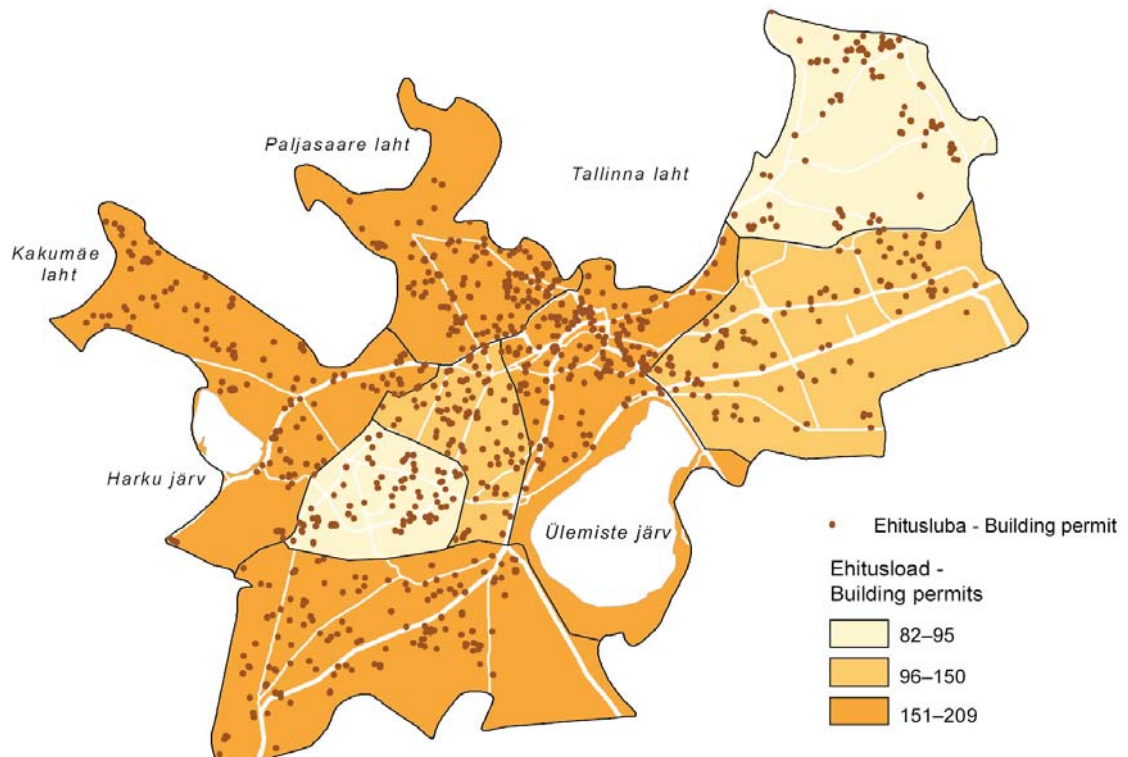 Paljasaare laht
Tallinna laht
Kakumäe
laht
Harku järv
Ülemiste järv
Ehitusluba - Building permit
Ehitusload -
Building permits
82–95
96–150
151–209